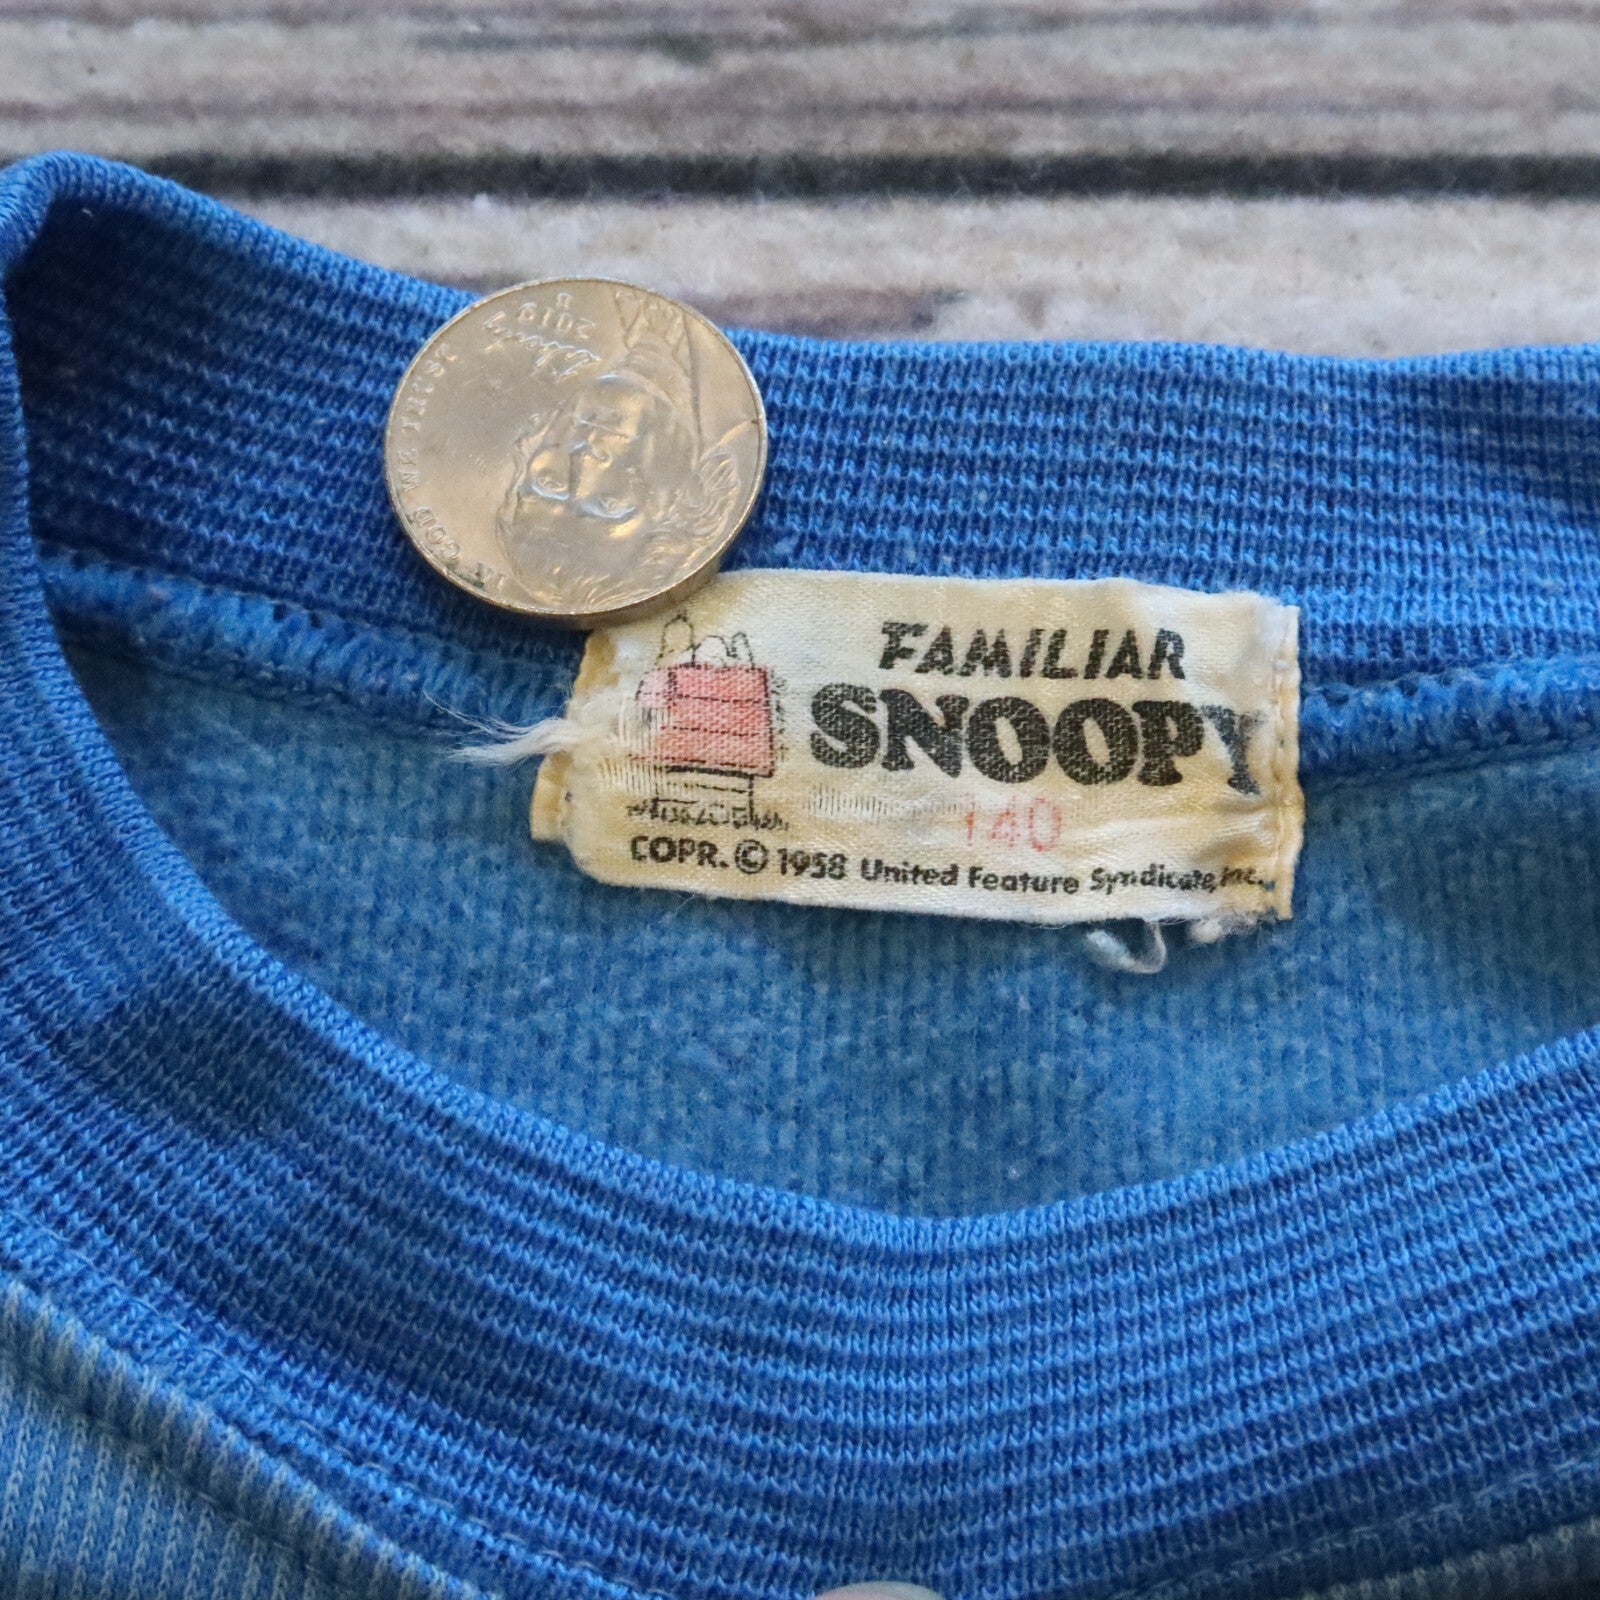 IN GOD WE TRUST
Liberty
2019
D
FAMILIAR
SNOOPY
140
COPR. © 1958 United Feature Syndicate, Inc.